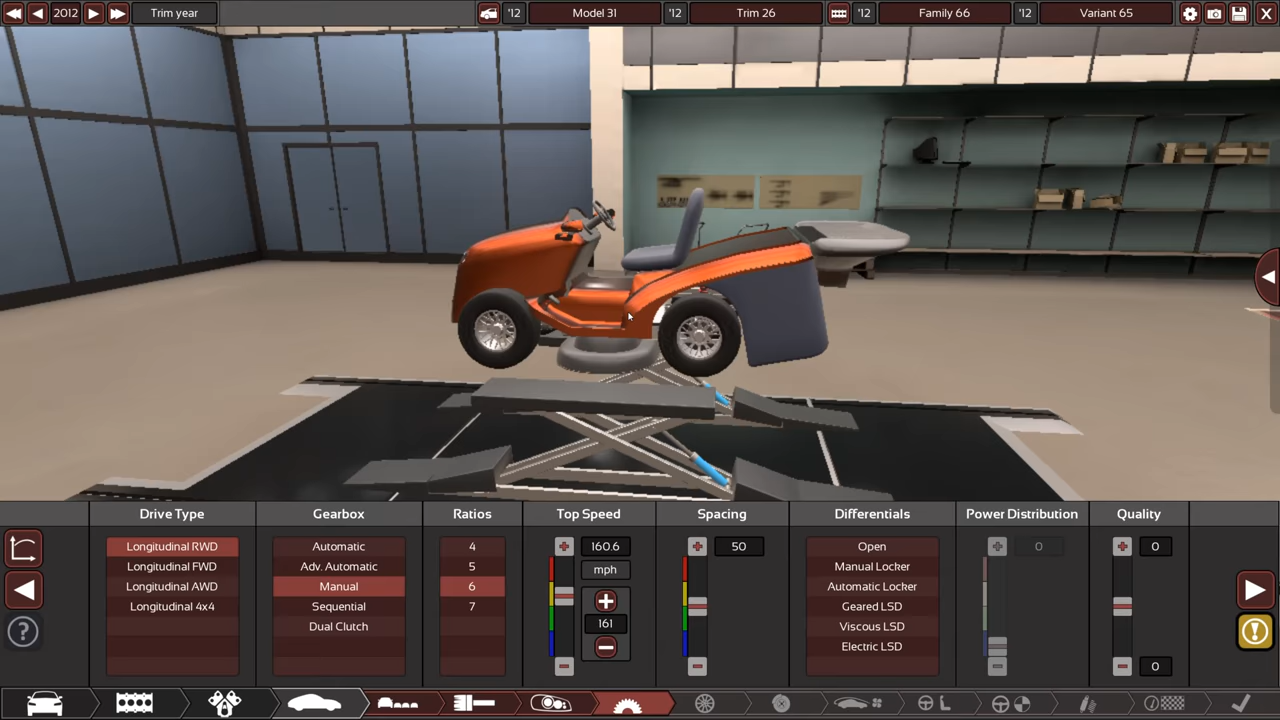 2012 Trim year '12 Model 31 '12 Trim 26 '12 Family 66 '12 Variant 65
Drive Type Gearbox Ratios Top Speed Spacing Differentials Power Distribution Quality
Longitudinal RWD Automatic 4 160.6 50 Open 0 0
Longitudinal FWD Adv. Automatic 5 mph Manual Locker
Longitudinal AWD Manual 6 Automatic Locker
Longitudinal 4x4 Sequential 7 161 Geared LSD
Dual Clutch Viscous LSD
Electric LSD
0